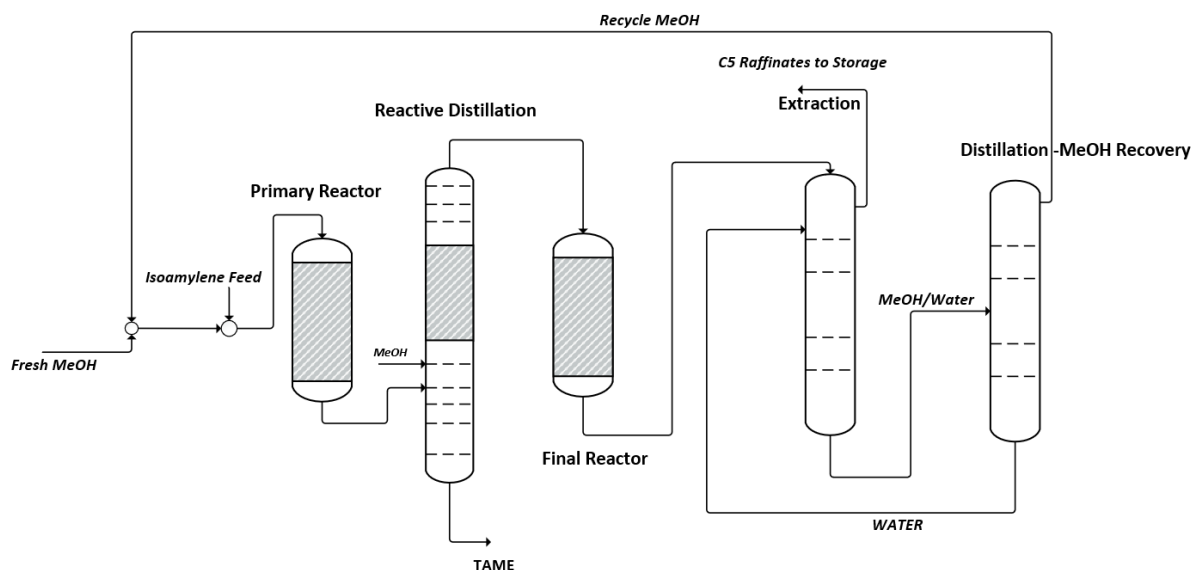 Recycle MeOH
C5 Raffinates to Storage
Extraction
Reactive Distillation
Distillation -MeOH Recovery
Primary Reactor
Isoamylene Feed
MeOH/Water
MeOH
Fresh MeOH
Final Reactor
WATER
TAME